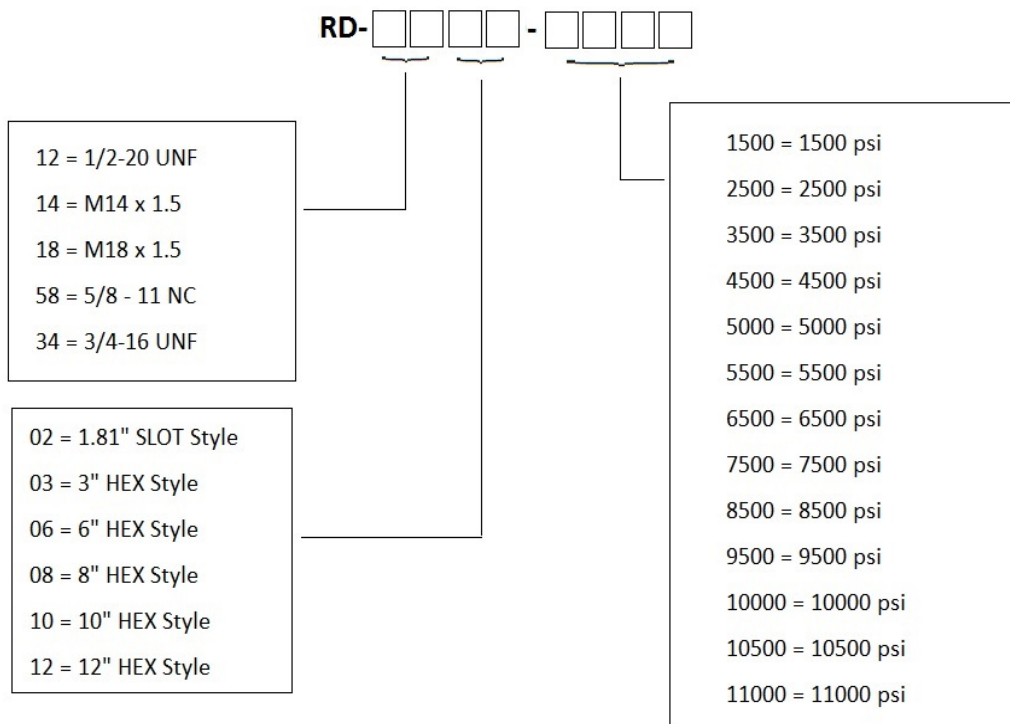 RD- -
12 = 1/2-20 UNF
14 = M14 x 1.5
18 = M18 x 1.5
58 = 5/8 - 11 NC
34 = 3/4-16 UNF
02 = 1.81" SLOT Style
03 = 3" HEX Style
06 = 6" HEX Style
08 = 8" HEX Style
10 = 10" HEX Style
12 = 12" HEX Style
1500 = 1500 psi
2500 = 2500 psi
3500 = 3500 psi
4500 = 4500 psi
5000 = 5000 psi
5500 = 5500 psi
6500 = 6500 psi
7500 = 7500 psi
8500 = 8500 psi
9500 = 9500 psi
10000 = 10000 psi
10500 = 10500 psi
11000 = 11000 psi